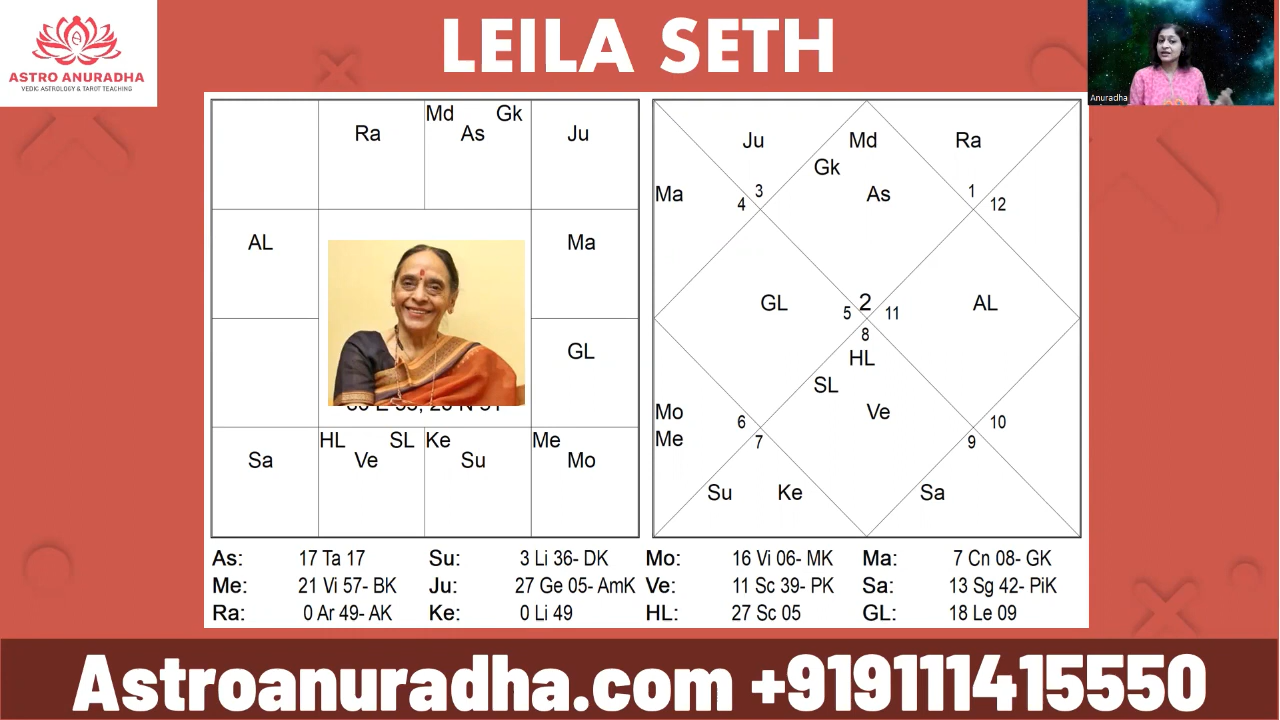 LEILA SETH
ASTRO ANURADHA
VEDIC ASTROLOGY & TAROT TEACHING
Anuradha
Ra
Md Gk
As
Ju
AL
Ma
GL
Sa
HL SL
Ve
Ke
Su
Me
Mo
Ju
Md
Ra
Gk
Ma
As
3
4
1
12
GL
5
2
11
AL
8
HL
SL
Mo
Me
Ve
6
7
10
9
Su
Ke
Sa
As: 17 Ta 17 Su: 3 Li 36- DK Mo: 16 Vi 06- MK Ma: 7 Cn 08- GK
Me: 21 Vi 57- BK Ju: 27 Ge 05- AmK Ve: 11 Sc 39- PK Sa: 13 Sg 42- PiK
Ra: 0 Ar 49- AK Ke: 0 Li 49 HL: 27 Sc 05 GL: 18 Le 09
Astroanuradha.com +919111415550